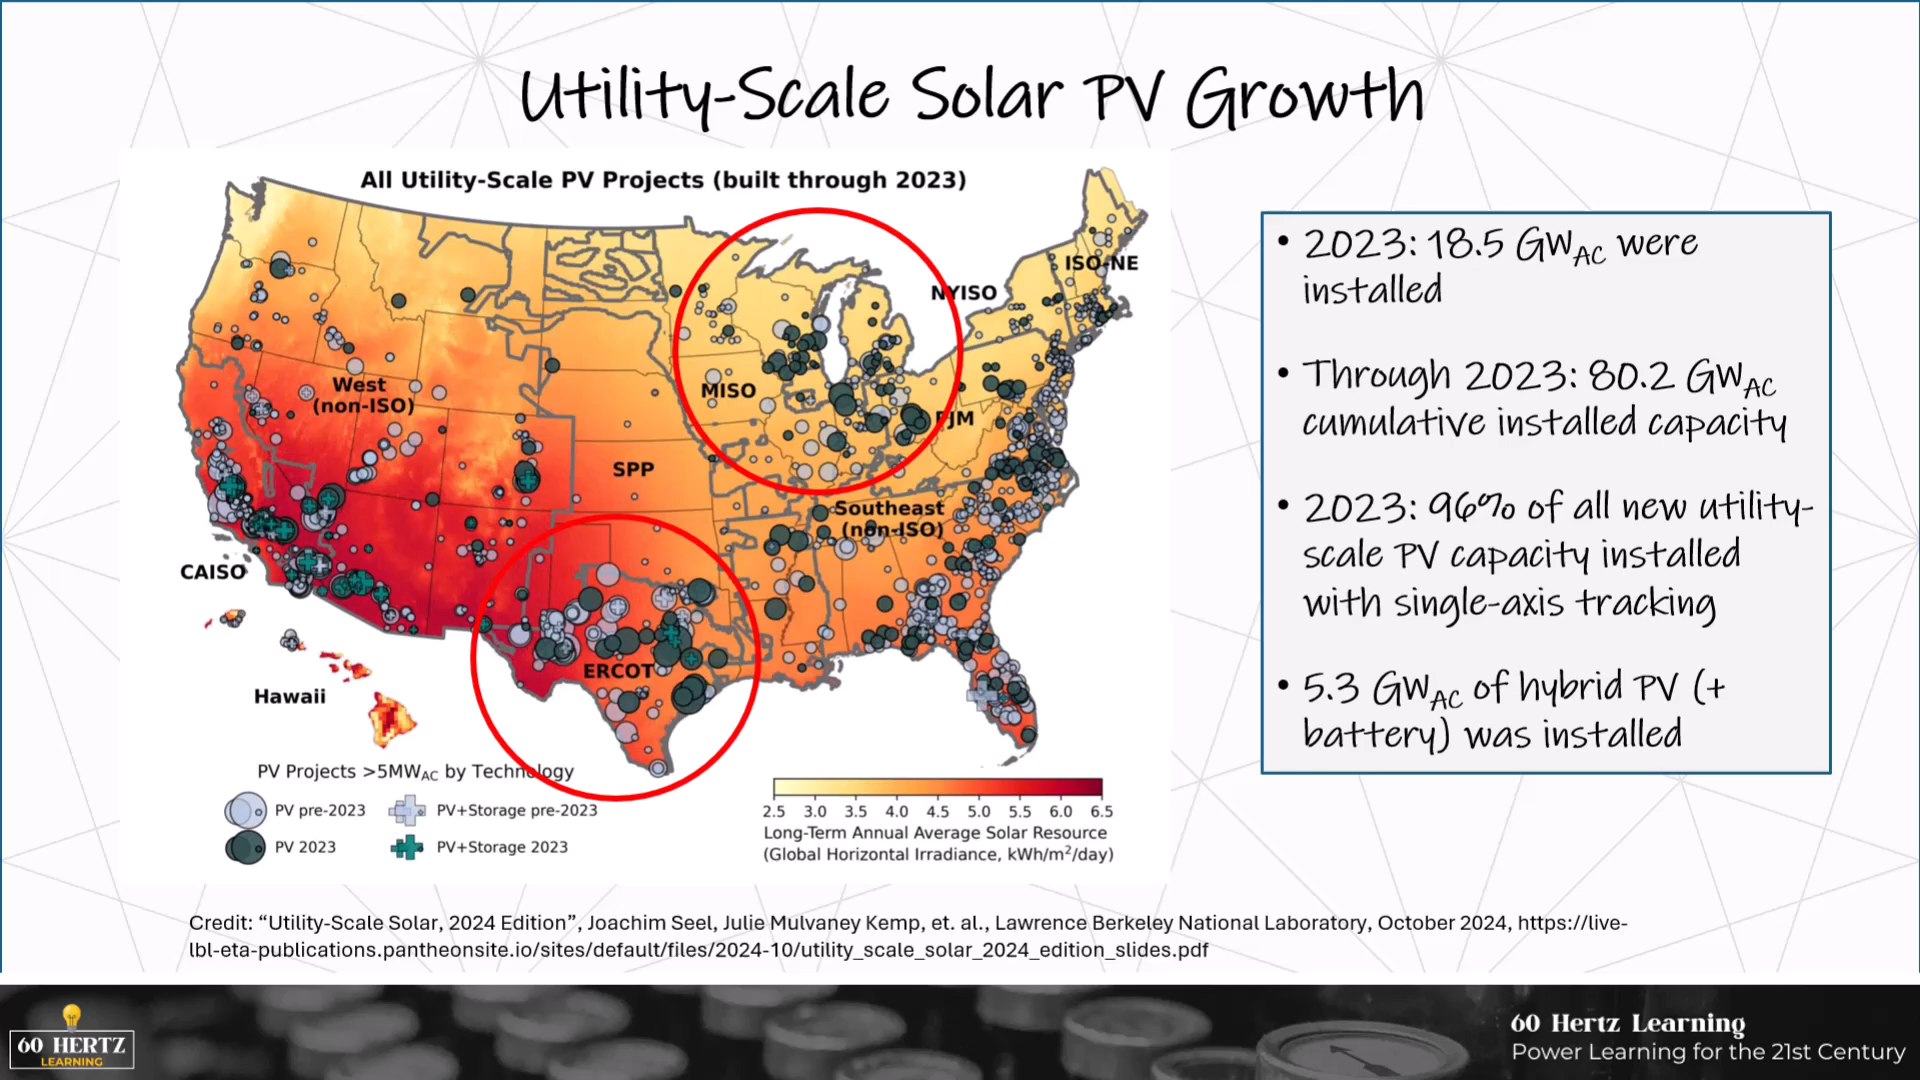 Utility-Scale Solar PV Growth
All Utility-Scale PV Projects (built through 2023)
ISO-NE
NYISO
West
(non-ISO)
MISO
PJM
SPP
Southeast
(non-ISO)
CAISO
ERCOT
Hawaii
PV Projects >5MWAC by Technology
PV pre-2023
PV+Storage pre-2023
PV 2023
PV+Storage 2023
2.5 3.0 3.5 4.0 4.5 5.0 5.5 6.0 6.5
Long-Term Annual Average Solar Resource
(Global Horizontal Irradiance, kWh/m²/day)
• 2023: 18.5 GWAC were
installed
• Through 2023: 80.2 GWAC
cumulative installed capacity
• 2023: 96% of all new utility-
scale PV capacity installed
with single-axis tracking
• 5.3 GWAC of hybrid PV (+
battery) was installed
Credit: “Utility-Scale Solar, 2024 Edition”, Joachim Seel, Julie Mulvaney Kemp, et. al., Lawrence Berkeley National Laboratory, October 2024, https://live-
lbl-eta-publications.pantheonsite.io/sites/default/files/2024-10/utility_scale_solar_2024_edition_slides.pdf
60 HERTZ
LEARNING
60 Hertz Learning
Power Learning for the 21st Century